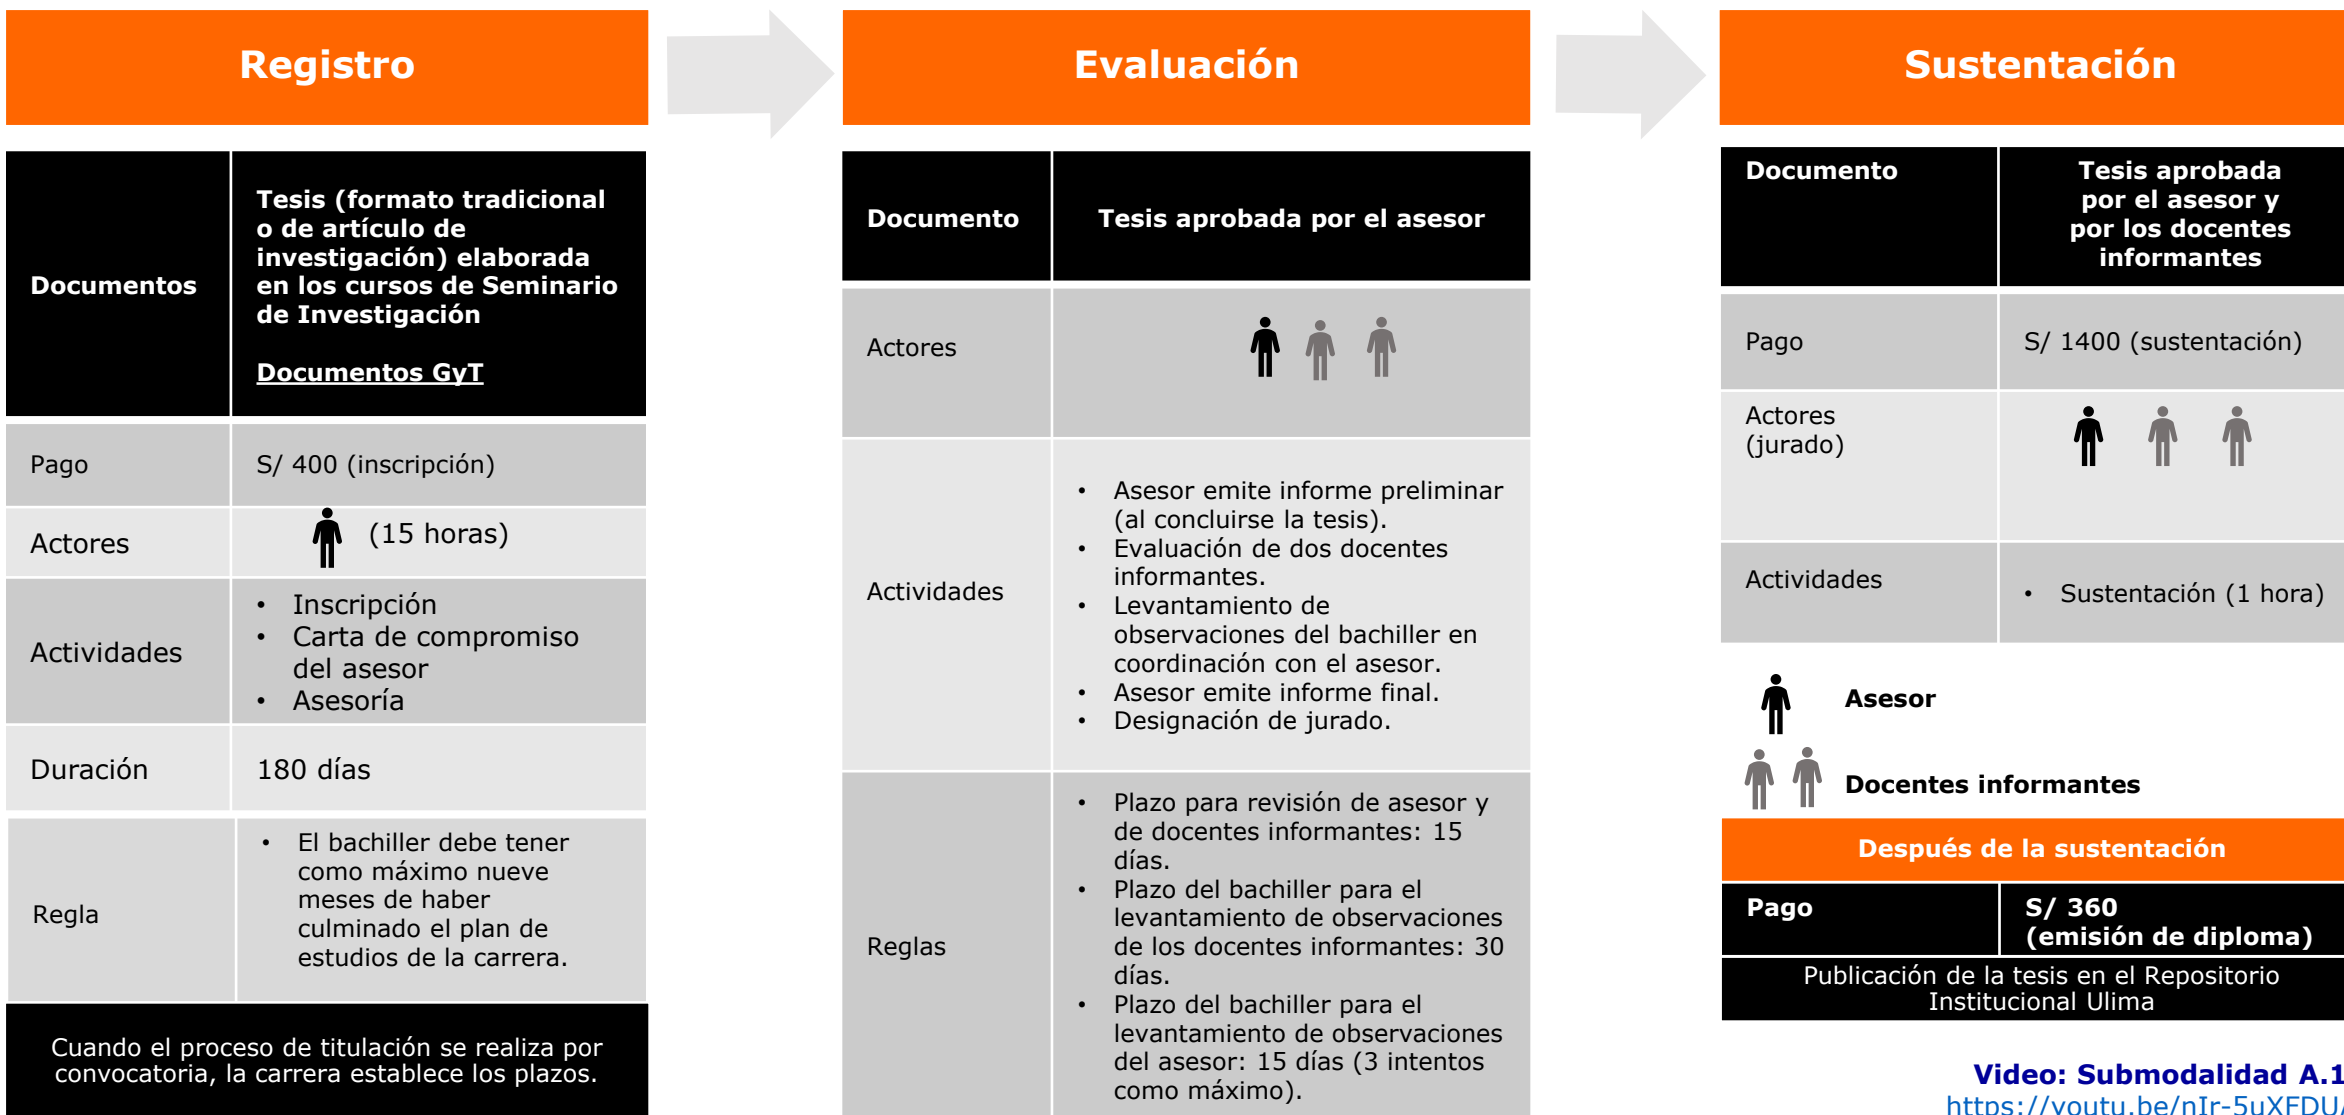 Registro
Evaluación
Sustentación
Documentos
Tesis (formato tradicional
o de artículo de
investigación) elaborada
en los cursos de Seminario
de Investigación
Documentos GyT
Pago
S/ 400 (inscripción)
Actores
(15 horas)
Actividades
• Inscripción
• Carta de compromiso
del asesor
• Asesoría
Duración
180 días
Regla
• El bachiller debe tener
como máximo nueve
meses de haber
culminado el plan de
estudios de la carrera.
Cuando el proceso de titulación se realiza por
convocatoria, la carrera establece los plazos.
Documento
Tesis aprobada por el asesor
Actores
Actividades
• Asesor emite informe preliminar
(al concluirse la tesis).
• Evaluación de dos docentes
informantes.
• Levantamiento de
observaciones del bachiller en
coordinación con el asesor.
• Asesor emite informe final.
• Designación de jurado.
Reglas
• Plazo para revisión de asesor y
de docentes informantes: 15
días.
• Plazo del bachiller para el
levantamiento de observaciones
de los docentes informantes: 30
días.
• Plazo del bachiller para el
levantamiento de observaciones
del asesor: 15 días (3 intentos
como máximo).
Documento
Tesis aprobada
por el asesor y
por los docentes
informantes
Pago
S/ 1400 (sustentación)
Actores
(jurado)
Actividades
• Sustentación (1 hora)
Asesor
Docentes informantes
Después de la sustentación
Pago
S/ 360
(emisión de diploma)
Publicación de la tesis en el Repositorio
Institucional Ulima
Video: Submodalidad A.1